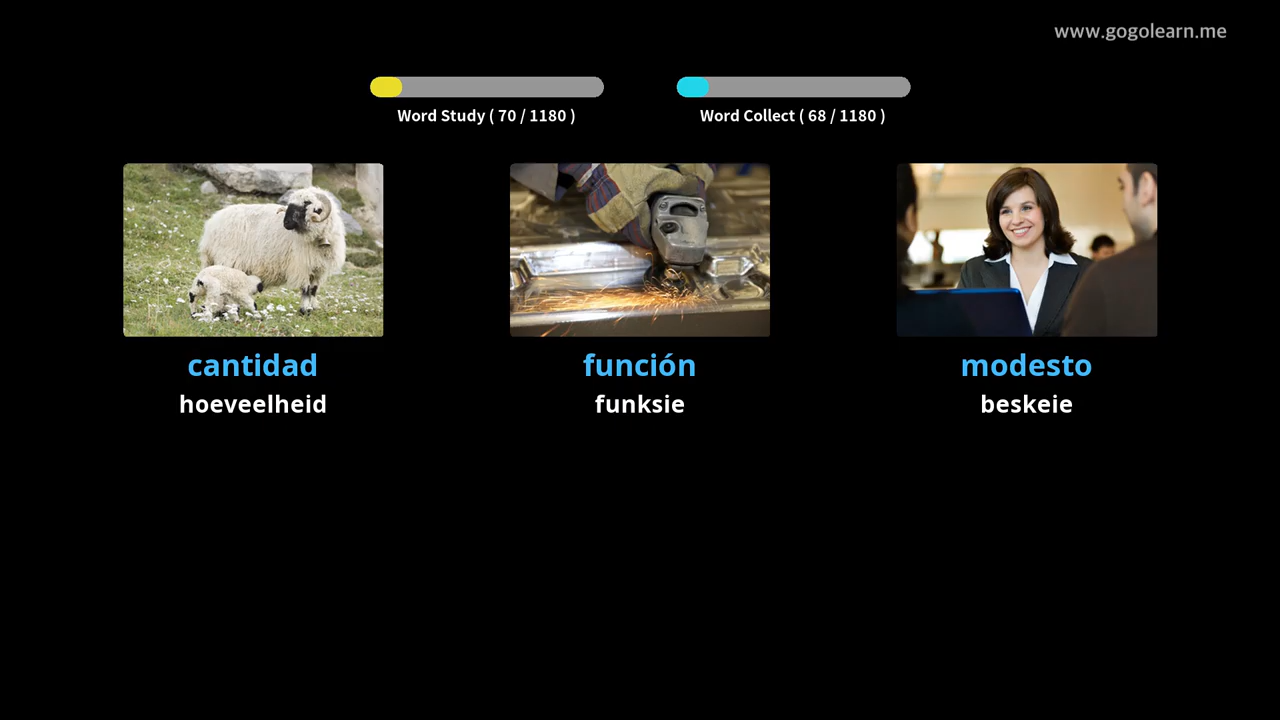 www.gogolearn.me
Word Study ( 70 / 1180 )
Word Collect ( 68 / 1180 )
cantidad
hoeveelheid
función
funksie
modesto
beskeie